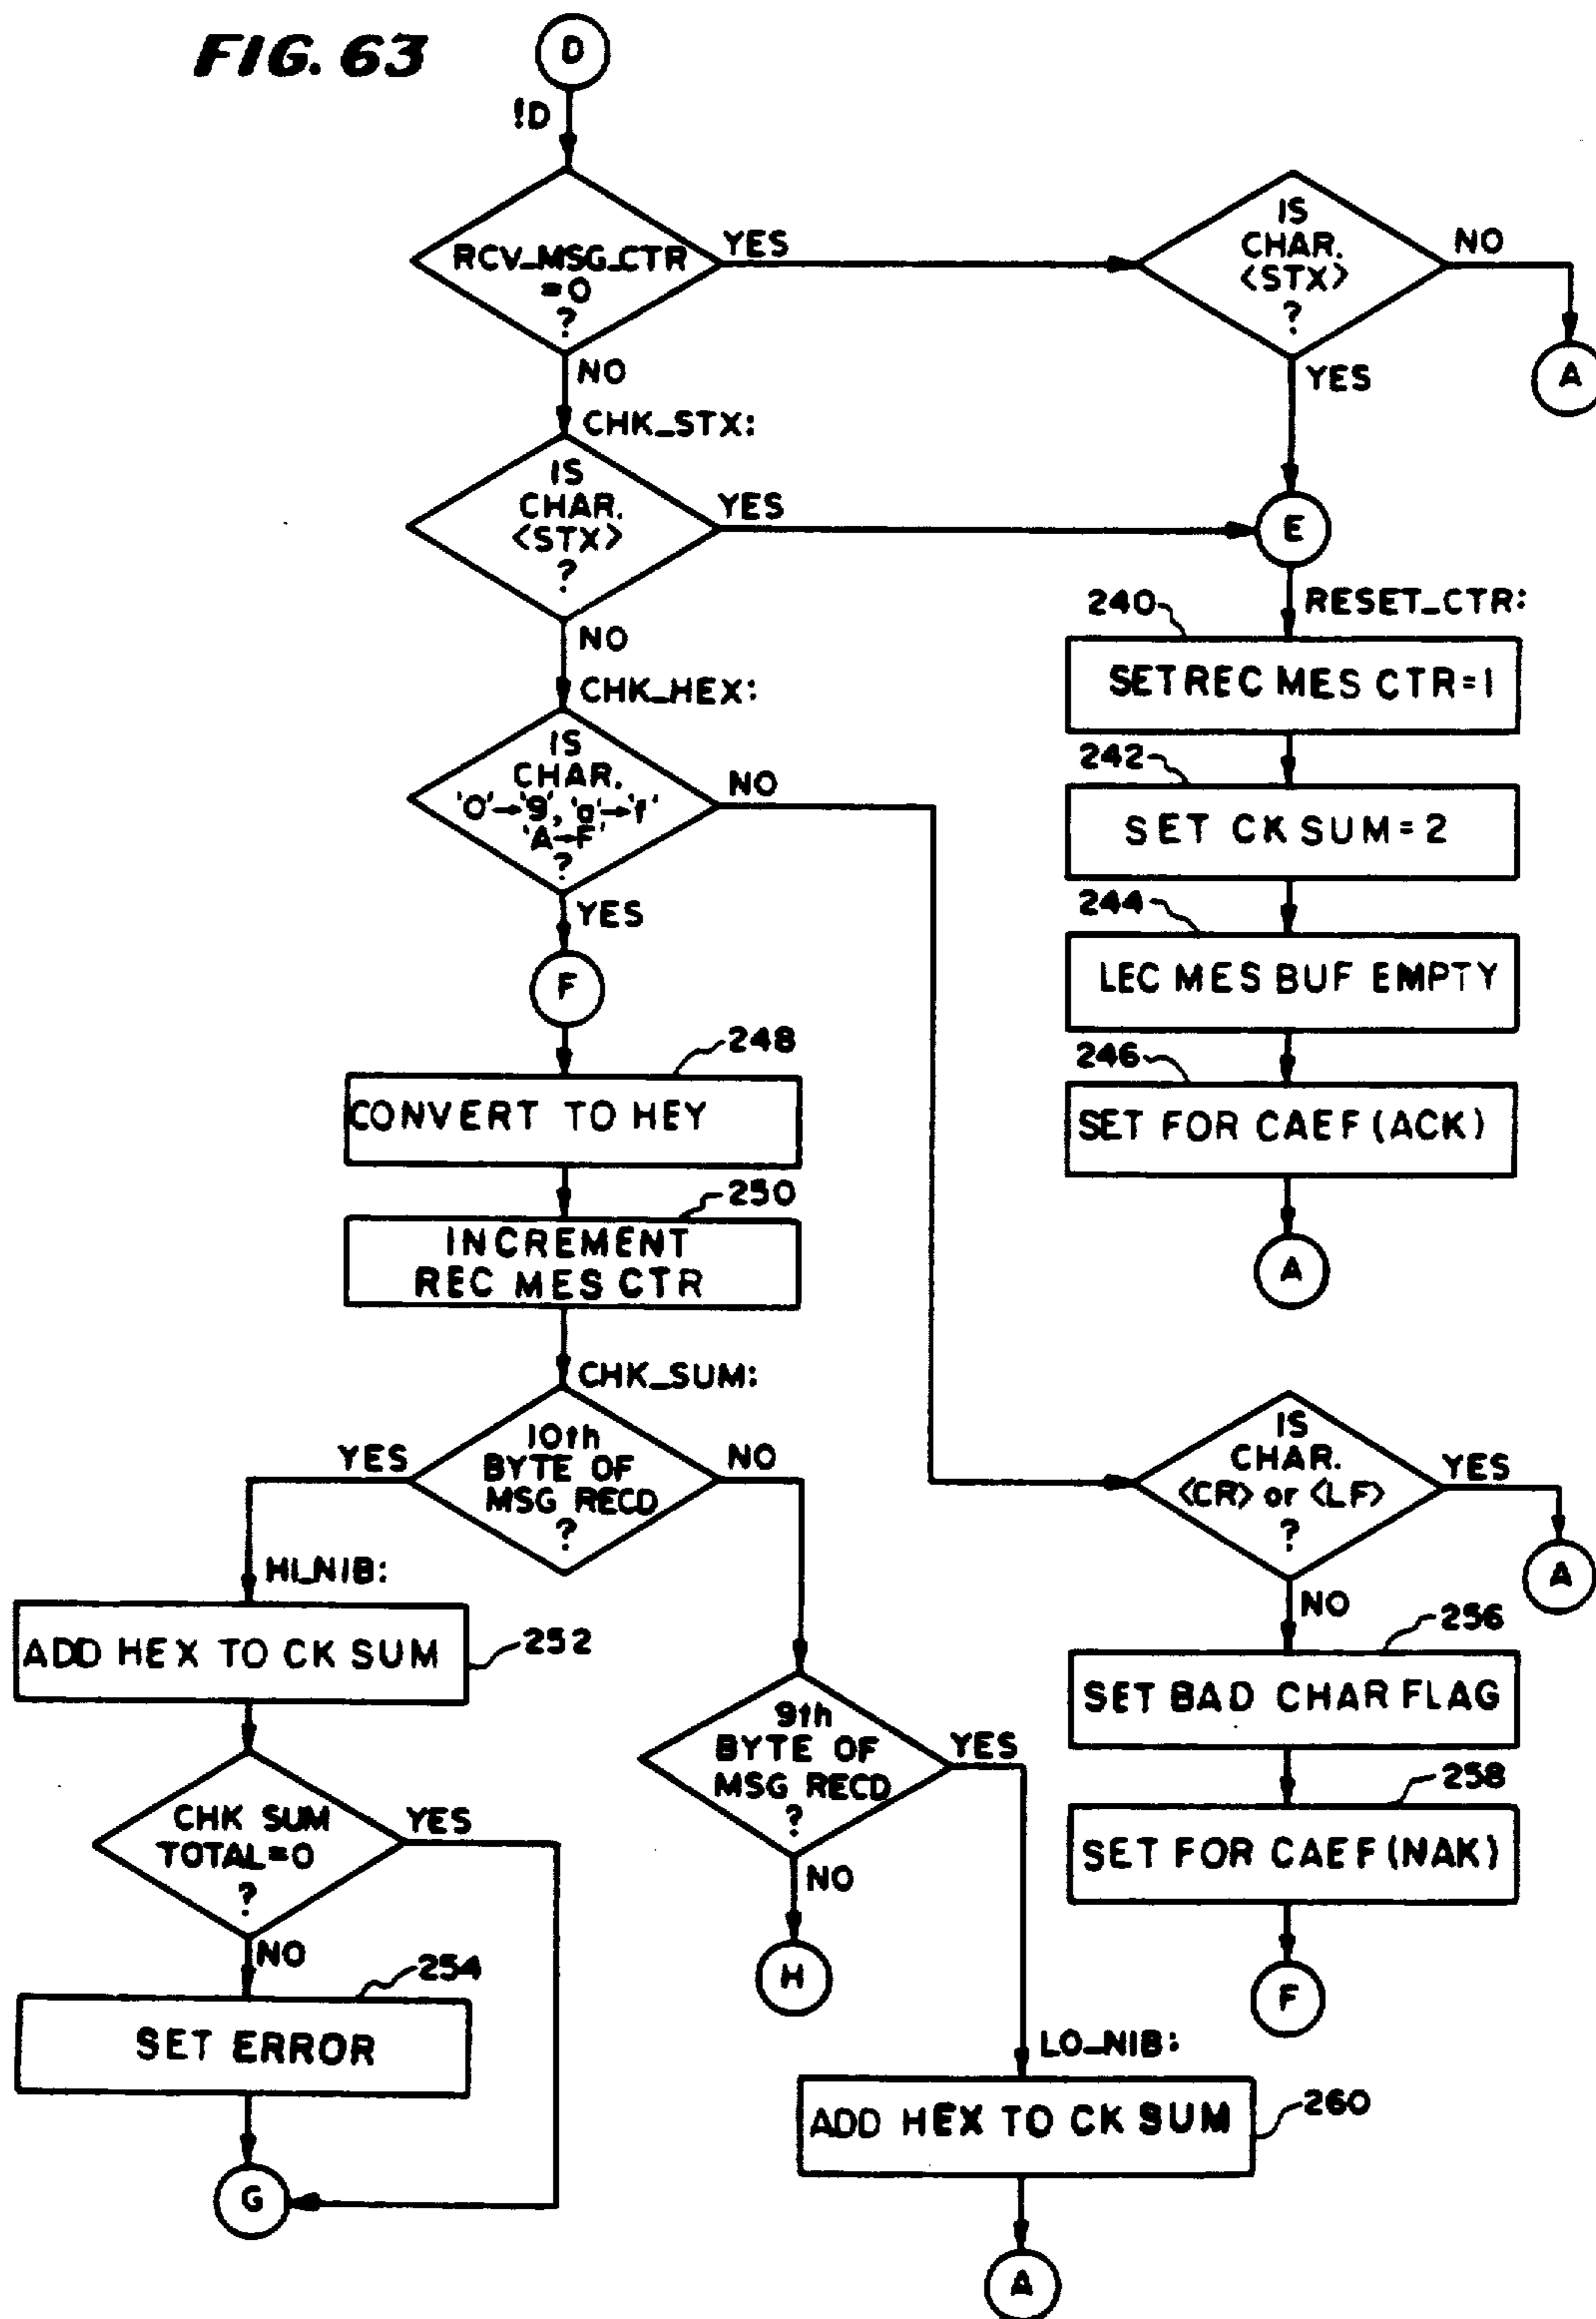 FIG. 63
D
!D
RCV_MSG_CTR
=0
?
YES
NO
IS
CHAR.
<STX>
?
NO
A
YES
CHK_STX:
IS
CHAR.
<STX>
?
YES
NO
E
RESET_CTR:
240
SET REC MES CTR=1
242
SET CK SUM=2
244
LEC MES BUF EMPTY
246
SET FOR CAEF (ACK)
A
CHK_HEX:
IS
CHAR.
'0'→'9', 'a'→'f'
'A→F'
?
NO
YES
F
248
CONVERT TO HEY
250
INCREMENT
REC MES CTR
CHK_SUM:
10th
BYTE OF
MSG RECD
?
YES
NO
IS
CHAR.
<CR> or <LF>
?
YES
A
NO
256
SET BAD CHAR FLAG
258
SET FOR CAEF (NAK)
F
HI_NIB:
ADD HEX TO CK SUM
252
CHK SUM
TOTAL=0
?
YES
NO
254
SET ERROR
G
9th
BYTE OF
MSG RECD
?
YES
NO
H
LO_NIB:
ADD HEX TO CK SUM
260
A